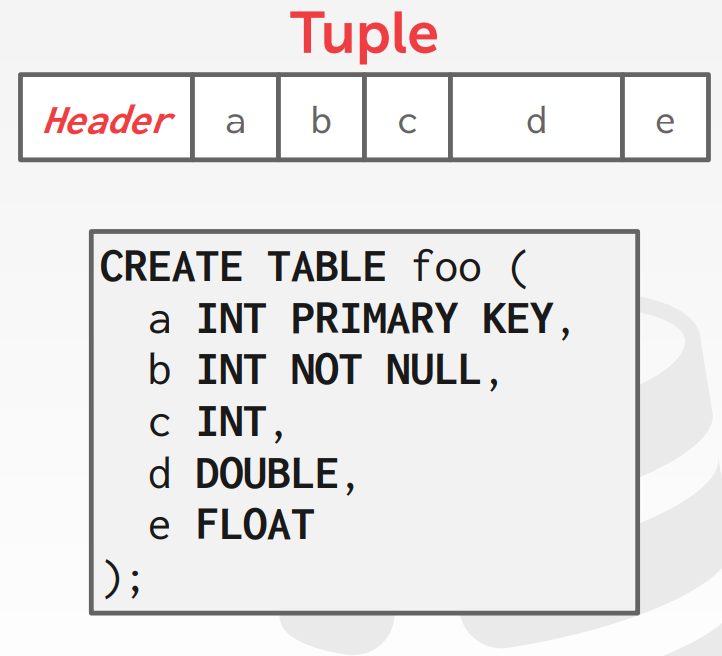 Tuple
Header a b c d e
CREATE TABLE foo (
  a INT PRIMARY KEY,
  b INT NOT NULL,
  c INT,
  d DOUBLE,
  e FLOAT
);